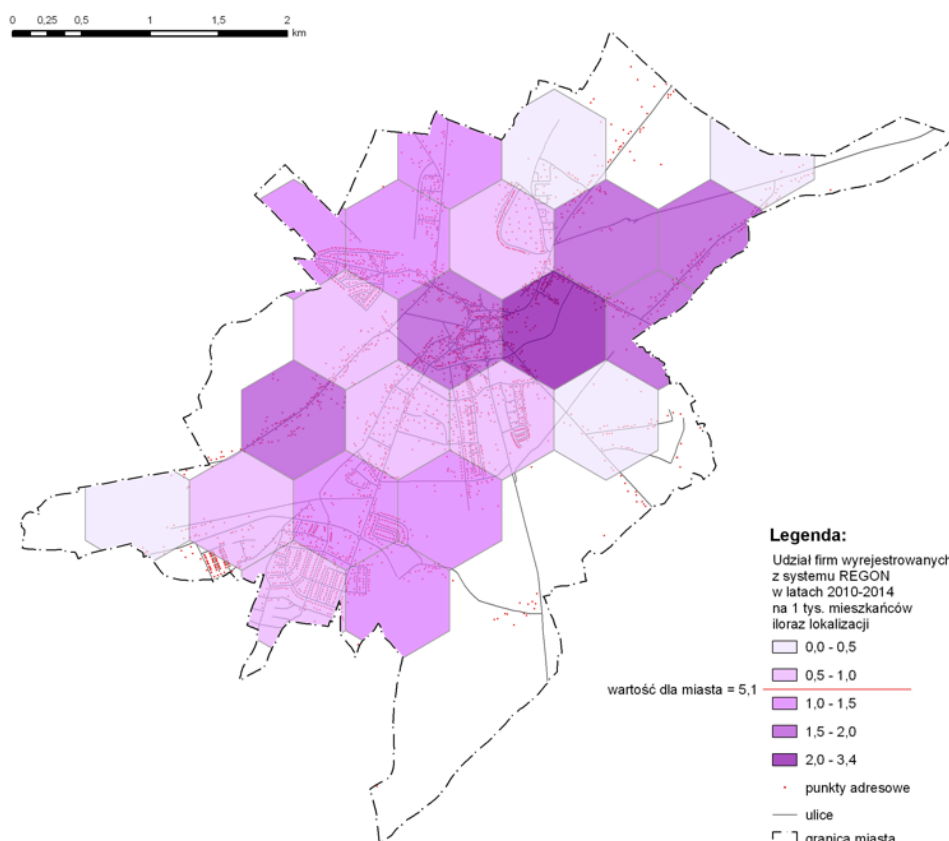 0 0,25 0,5 1 1,5 2
km
Legenda:
Udział firm wyrejestrowanych
z systemu REGON
w latach 2010-2014
na 1 tys. mieszkańców
iloraz lokalizacji
0,0 - 0,5
0,5 - 1,0
wartość dla miasta = 5,1
1,0 - 1,5
1,5 - 2,0
2,0 - 3,4
punkty adresowe
ulice
granica miasta